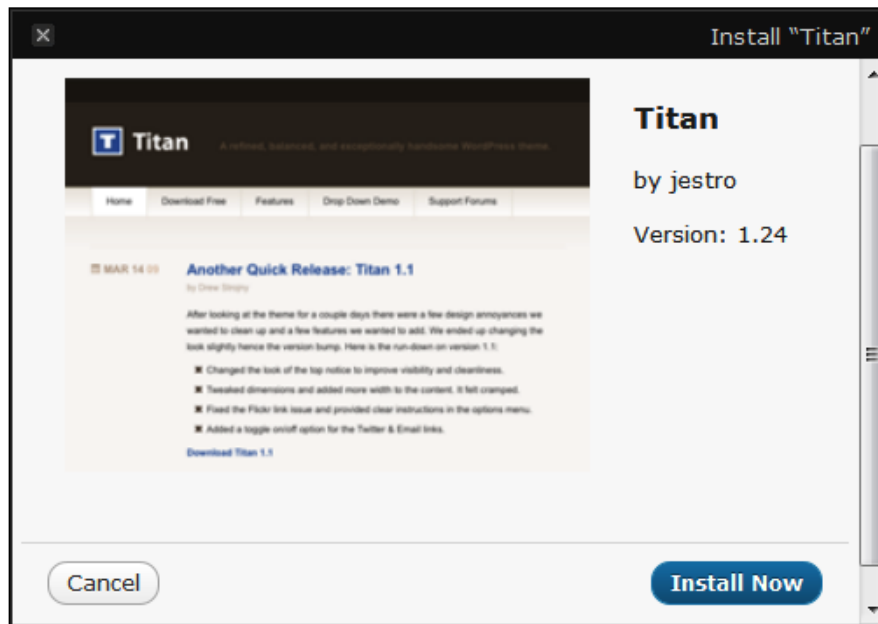 Install “Titan”
T Titan
A refined, balanced, and exceptionally handsome WordPress theme.
Home Download Free Features Drop Down Demo Support Forums
MAR 14 09
Another Quick Release: Titan 1.1
by Drew Strojny
After looking at the theme for a couple days there were a few design annoyances we
wanted to clean up and a few features we wanted to add. We ended up changing the
look slightly hence the version bump. Here is the run-down on version 1.1:
Changed the look of the top notice to improve visibility and cleanliness.
Tweaked dimensions and added more width to the content. It felt cramped.
Fixed the Flickr link issue and provided clear instructions in the options menu.
Added a toggle on/off option for the Twitter & Email links.
Download Titan 1.1
Titan
by jestro
Version: 1.24
Cancel
Install Now